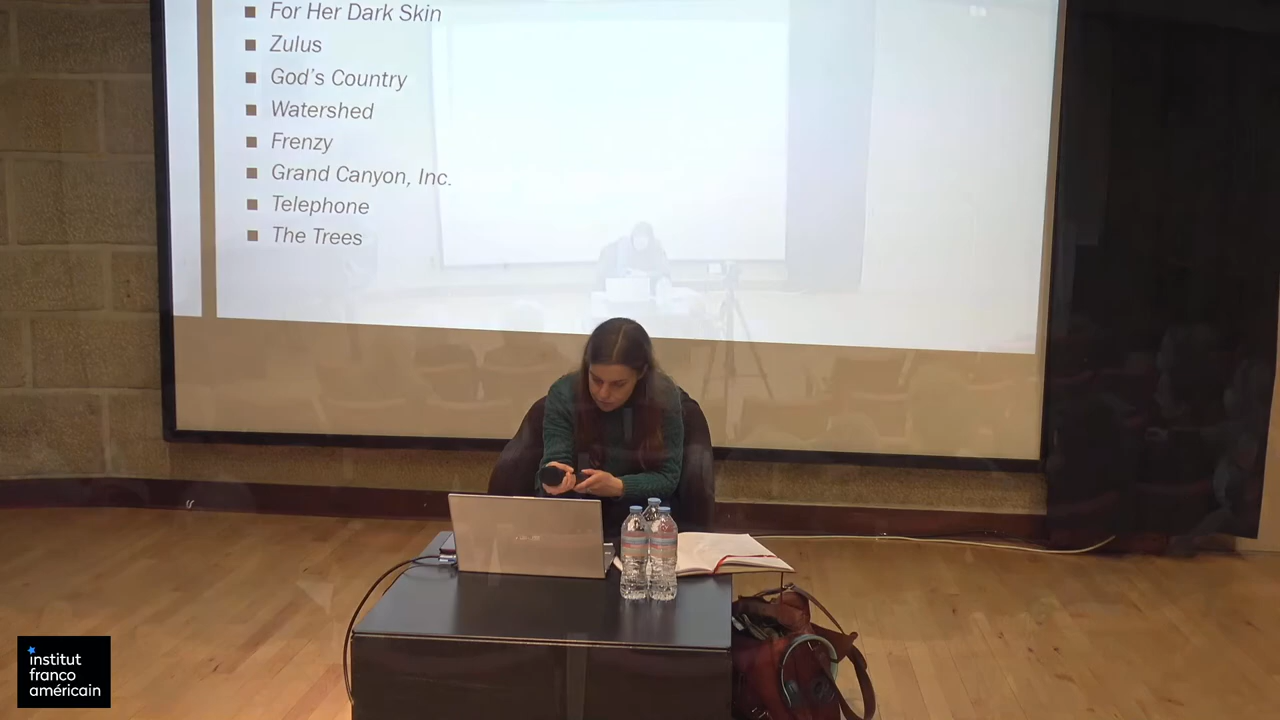 For Her Dark Skin
Zulus
God's Country
Watershed
Frenzy
Grand Canyon, Inc.
Telephone
The Trees
institut
franco
américain